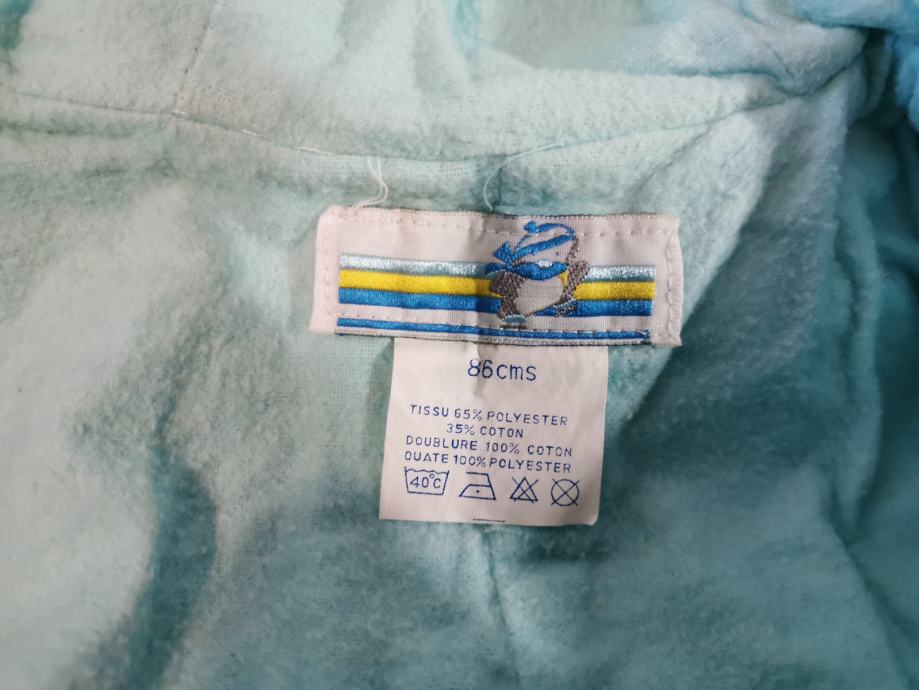 86cms
TISSU 65% POLYESTER
35% COTON
DOUBLURE 100% COTON
OUATE 100% POLYESTER
40°C